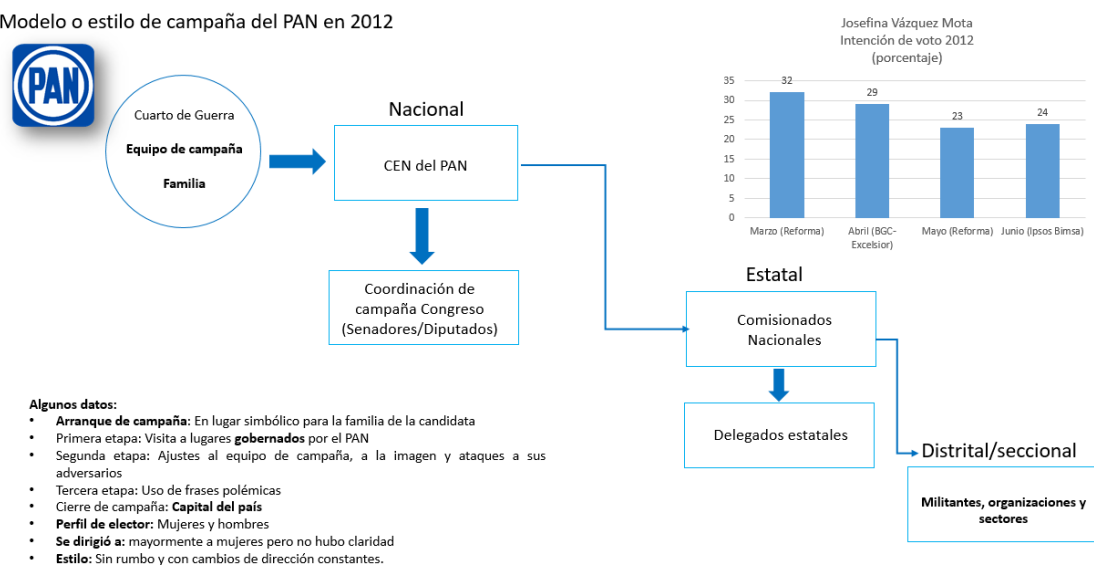 Modelo o estilo de campaña del PAN en 2012
PAN
Cuarto de Guerra
Equipo de campaña
Familia
Nacional
CEN del PAN
Coordinación de
campaña Congreso
(Senadores/Diputados)
Josefina Vázquez Mota
Intención de voto 2012
(porcentaje)
35
30
25
20
15
10
5
0
32
29
23
24
Marzo (Reforma)
Abril (BGC-
Excelsior)
Mayo (Reforma)
Junio (Ipsos Bimsa)
Estatal
Comisionados
Nacionales
Delegados estatales
Distrital/seccional
Militantes, organizaciones y
sectores
Algunos datos:
• Arranque de campaña: En lugar simbólico para la familia de la candidata
• Primera etapa: Visita a lugares gobernados por el PAN
• Segunda etapa: Ajustes al equipo de campaña, a la imagen y ataques a sus
adversarios
• Tercera etapa: Uso de frases polémicas
• Cierre de campaña: Capital del país
• Perfil de elector: Mujeres y hombres
• Se dirigió a: mayormente a mujeres pero no hubo claridad
• Estilo: Sin rumbo y con cambios de dirección constantes.